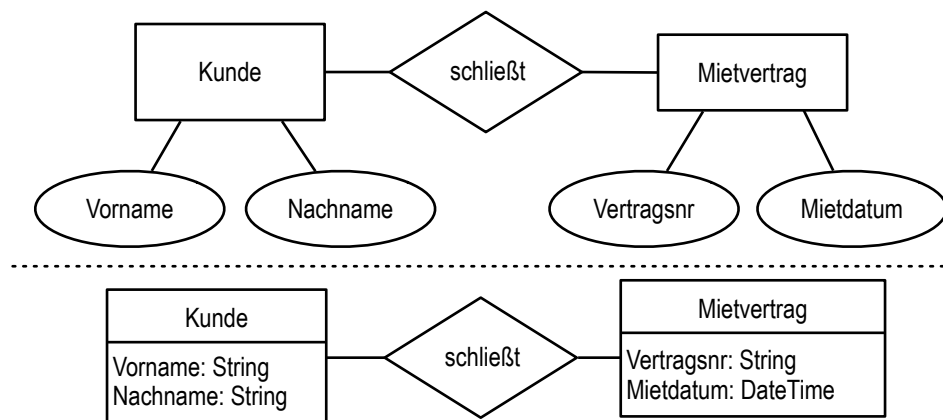 Kunde
schließt
Mietvertrag
Vorname
Nachname
Vertragsnr
Mietdatum
Kunde
schließt
Mietvertrag
Vorname: String
Nachname: String
Vertragsnr: String
Mietdatum: DateTime